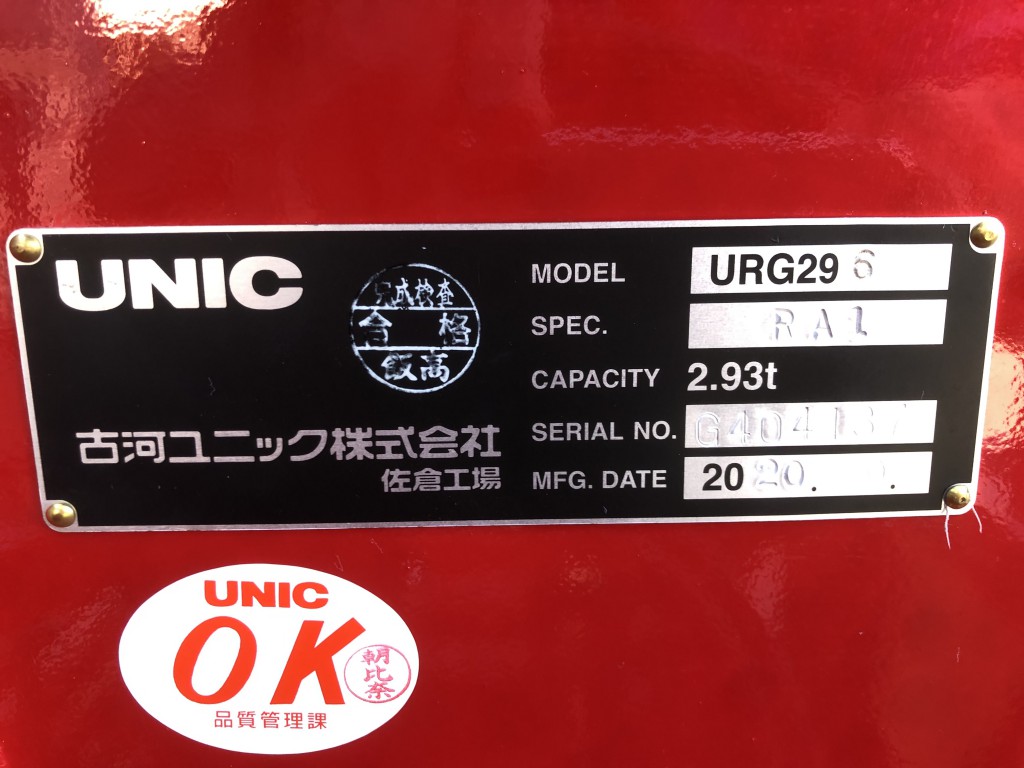 UNIC
完成検査
合格
飯高
古河ユニック株式会社
佐倉工場
MODEL URG296
SPEC. RA1
CAPACITY 2.93t
SERIAL NO.
MFG. DATE 2020. .
UNIC
OK
朝比奈
品質管理課